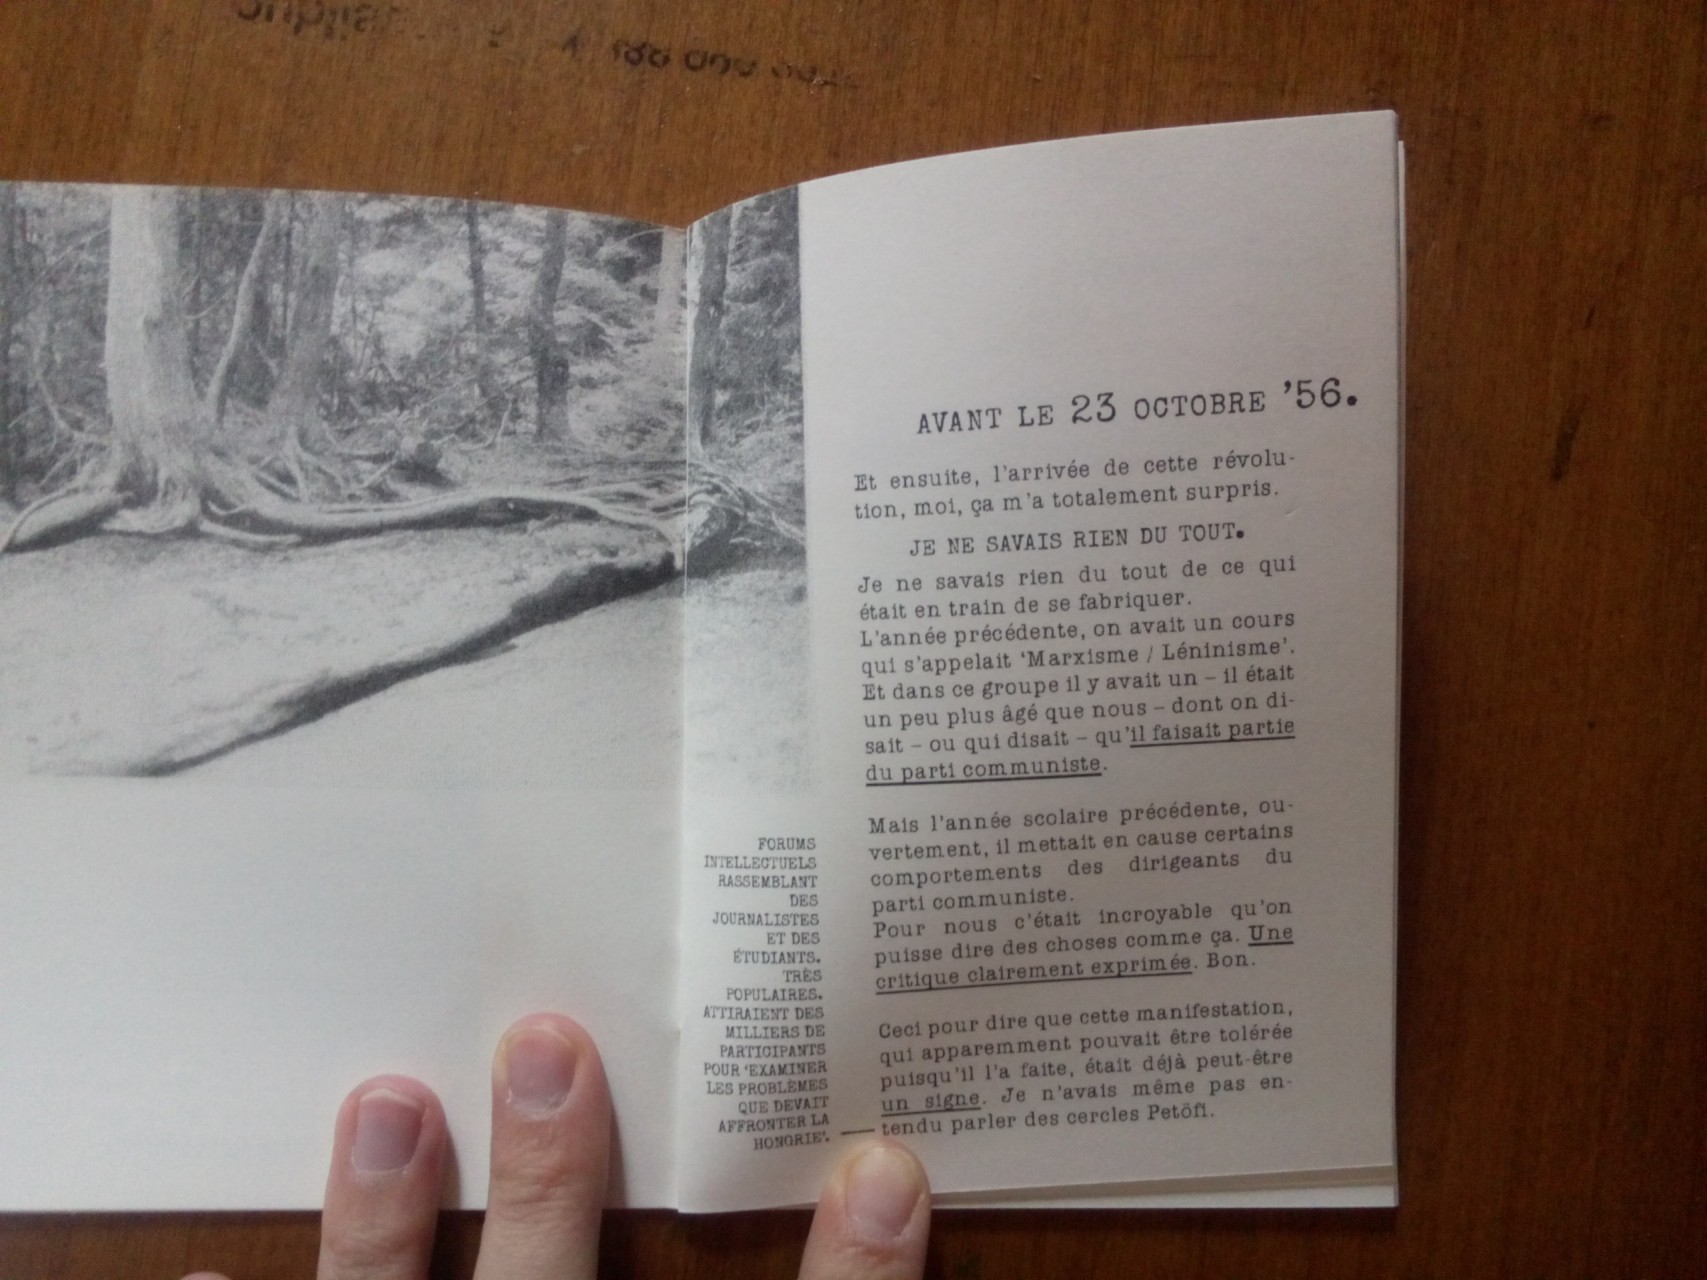 AVANT LE 23 OCTOBRE ’56.
Et ensuite, l’arrivée de cette révolu-
tion, moi, ça m’a totalement surpris.
JE NE SAVAIS RIEN DU TOUT.
Je ne savais rien du tout de ce qui
était en train de se fabriquer.
L’année précédente, on avait un cours
qui s’appelait ‘Marxisme / Léninisme’.
Et dans ce groupe il y avait un – il était
un peu plus âgé que nous – dont on di-
sait – ou qui disait – qu’il faisait partie
du parti communiste.
Mais l’année scolaire précédente, ou-
vertement, il mettait en cause certains
comportements des dirigeants du
parti communiste.
Pour nous c’était incroyable qu’on
puisse dire des choses comme ça. Une
critique clairement exprimée. Bon.
Ceci pour dire que cette manifestation,
qui apparemment pouvait être tolérée
puisqu’il l’a faite, était déjà peut-être
un signe. Je n’avais même pas en-
tendu parler des cercles Petőfi.
FORUMS
INTELLECTUELS
RASSEMBLANT
DES
JOURNALISTES
ET DES
ÉTUDIANTS.
TRÈS
POPULAIRES.
ATTIRAIENT DES
MILLIERS DE
PARTICIPANTS
POUR ‘EXAMINER
LES PROBLÈMES
QUE DEVAIT
AFFRONTER LA
HONGRIE’.